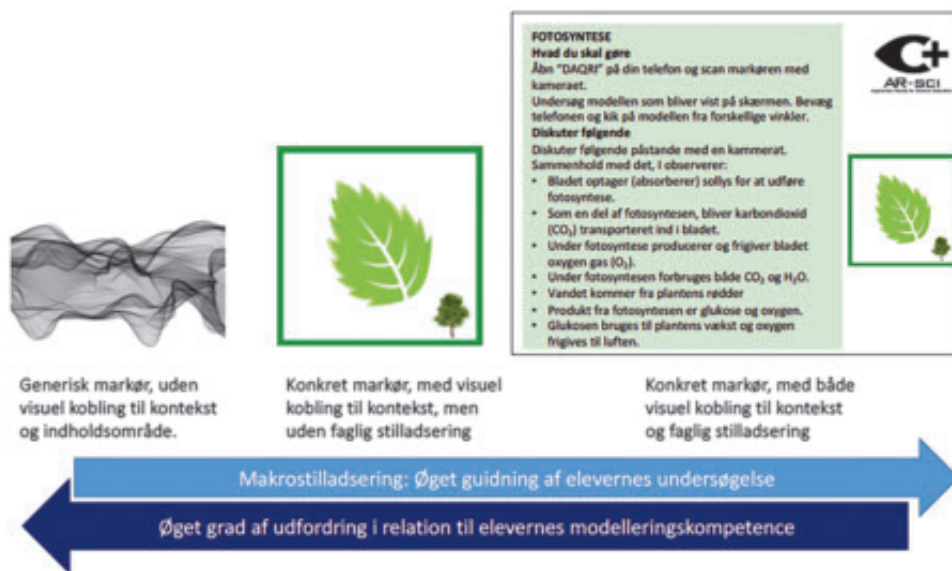 FOTOSYNTESE
Hvad du skal gøre
Åbn "DAQRI" på din telefon og scan markøren med
kameraet.
Undersøg modellen som bliver vist på skærmen. Bevæg
telefonen og kik på modellen fra forskellige vinkler.
Diskuter følgende
Diskuter følgende påstande med en kammerat.
Sammenhold med det, I observerer:
• Bladet optager (absorberer) sollys for at udføre
fotosyntese.
• Som en del af fotosyntesen, bliver karbondioxid
(CO₂) transporteret ind i bladet.
• Under fotosyntese producerer og frigiver bladet
oxygen gas (O₂).
• Under fotosyntesen forbruges både CO₂ og H₂O.
• Vandet kommer fra plantens rødder
• Produkt fra fotosyntesen er glukose og oxygen.
• Glukosen bruges til plantens vækst og oxygen
frigives til luften.
C+
AR-SCI
Generisk markør, uden
visuel kobling til kontekst
og indholdsområde.
Konkret markør, med visuel
kobling til kontekst, men
uden faglig stilladsering
Konkret markør, med både
visuel kobling til kontekst
og faglig stilladsering
Makrostilladsering: Øget guidning af elevernes undersøgelse
Øget grad af udfordring i relation til elevernes modelleringskompetence